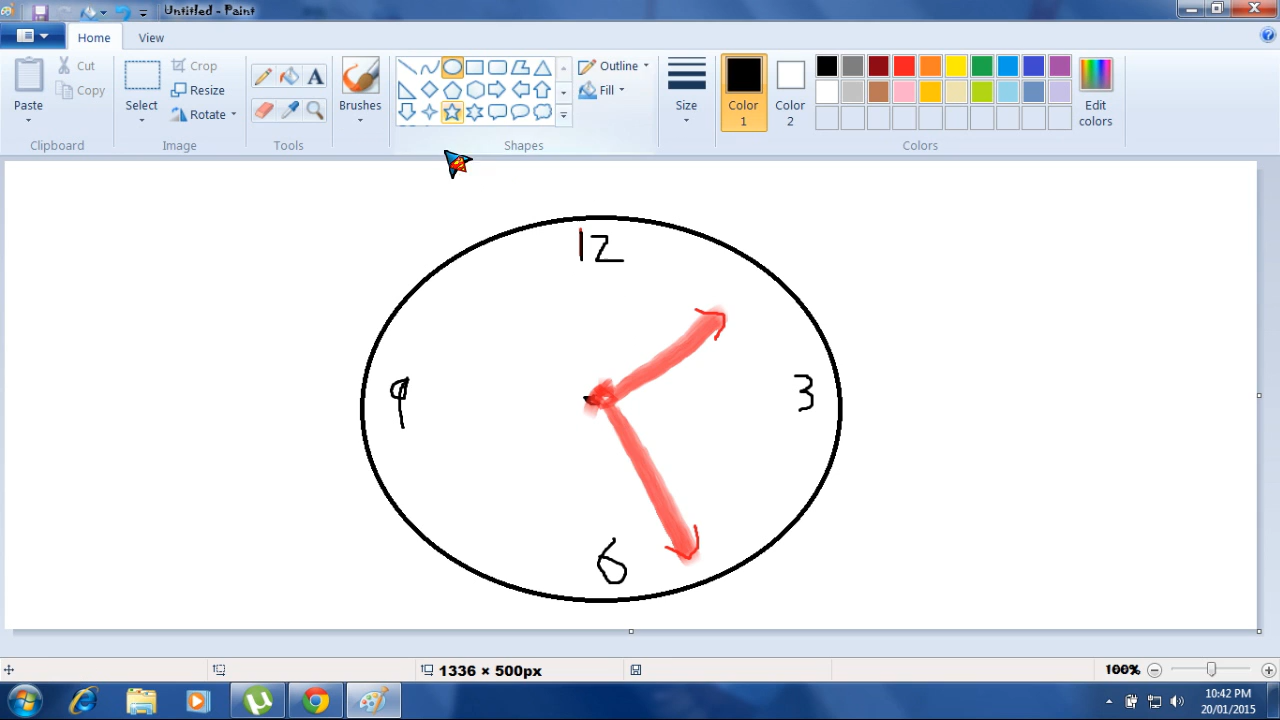 Untitled - Paint
Home View
Paste
Cut
Copy
Clipboard
Select
Crop
Resize
Rotate
Image
A
Tools
Brushes
Outline
Fill
Shapes
Size
Color 1
Color 2
Edit colors
Colors
12
9
3
6
1336 × 500px
100%
10:42 PM
20/01/2015